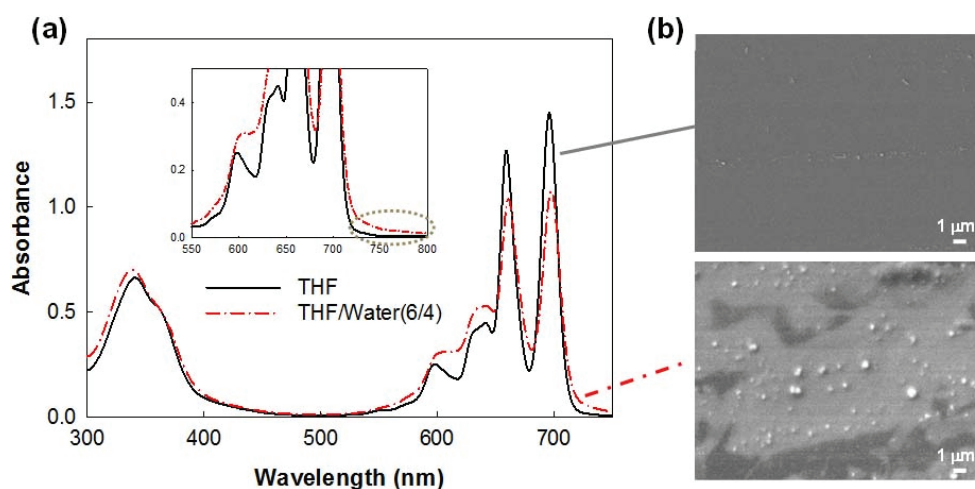 (a)
(b)
Absorbance
1.5
1.0
0.5
0.0
0.4
0.2
0.0
550 600 650 700 750 800
THF
THF/Water(6/4)
300 400 500 600 700
Wavelength (nm)
1 μm
1 μm